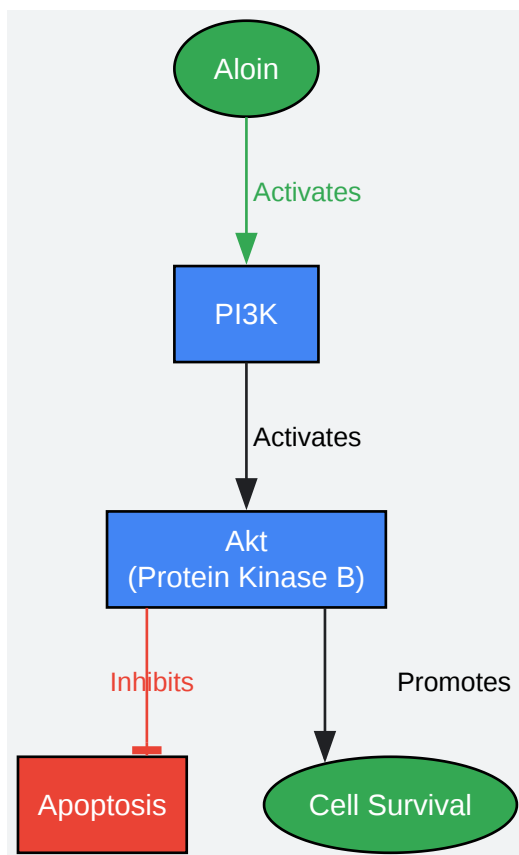 Aloin
Activates
PI3K
Activates
Akt
(Protein Kinase B)
Inhibits
Promotes
Apoptosis
Cell Survival